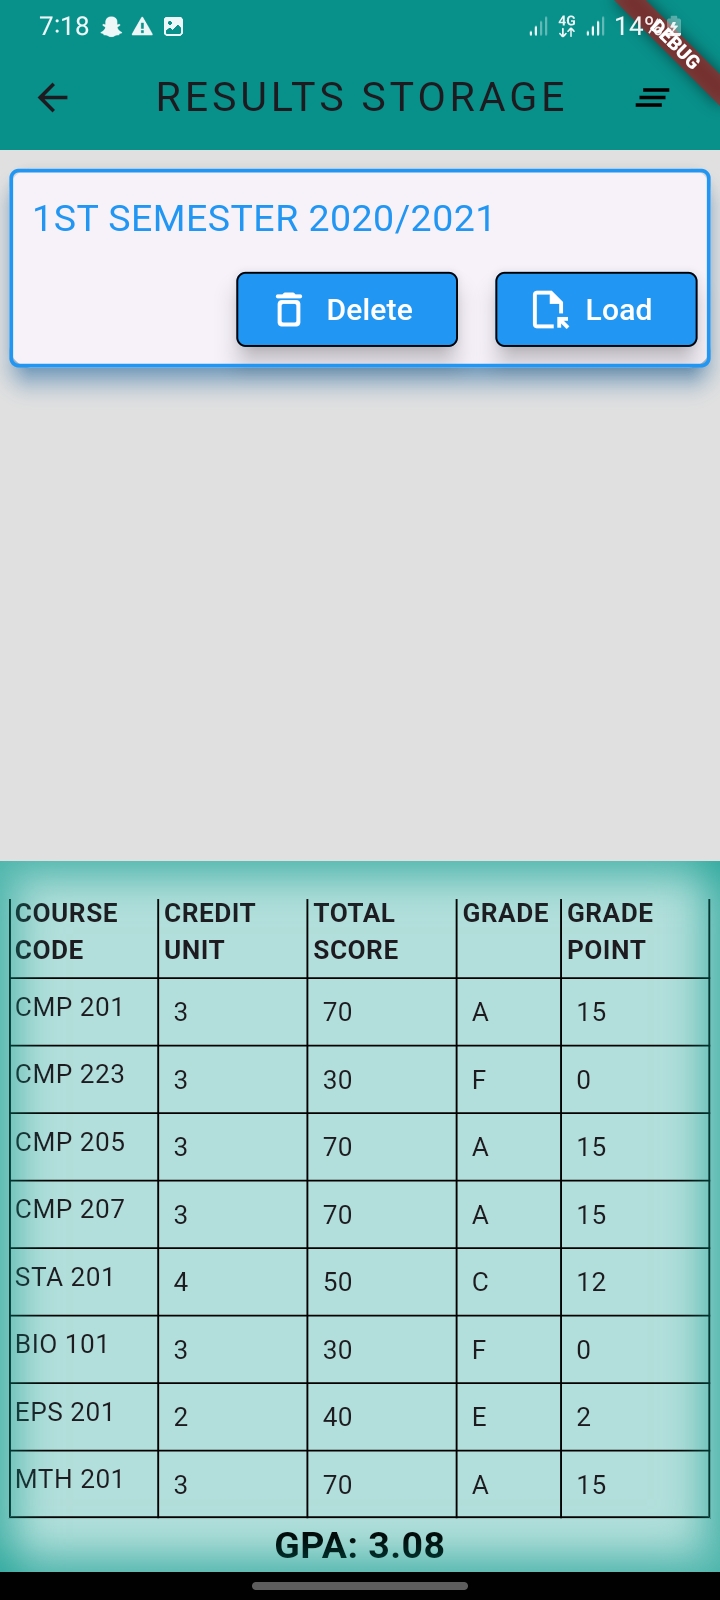 7:18 4G 14%
DEBUG
RESULTS STORAGE
1ST SEMESTER 2020/2021
Delete Load
COURSE CODE CREDIT UNIT TOTAL SCORE GRADE GRADE POINT
CMP 201 3 70 A 15
CMP 223 3 30 F 0
CMP 205 3 70 A 15
CMP 207 3 70 A 15
STA 201 4 50 C 12
BIO 101 3 30 F 0
EPS 201 2 40 E 2
MTH 201 3 70 A 15
GPA: 3.08